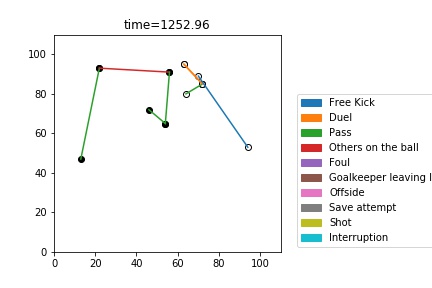 time=1252.96
100
80
60
40
20
0
0 20 40 60 80 100
Free Kick
Duel
Pass
Others on the ball
Foul
Goalkeeper leaving l
Offside
Save attempt
Shot
Interruption